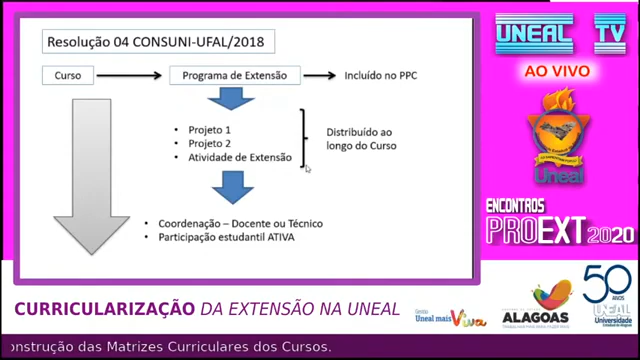 Resolução 04 CONSUNI-UFAL/2018
Curso
Programa de Extensão
Incluído no PPC
• Projeto 1
• Projeto 2
• Atividade de Extensão
Distribuído ao
longo do Curso
• Coordenação – Docente ou Técnico
• Participação estudantil ATIVA
UNEAL TV
AO VIVO
Uneal
ENCONTROS
PROEXT 2020
CURRICULARIZAÇÃO DA EXTENSÃO NA UNEAL
Uneal mais Viva
ALAGOAS
50
ANOS
UNEAL
Universidade
onstrução das Matrizes Curriculares dos Cursos.